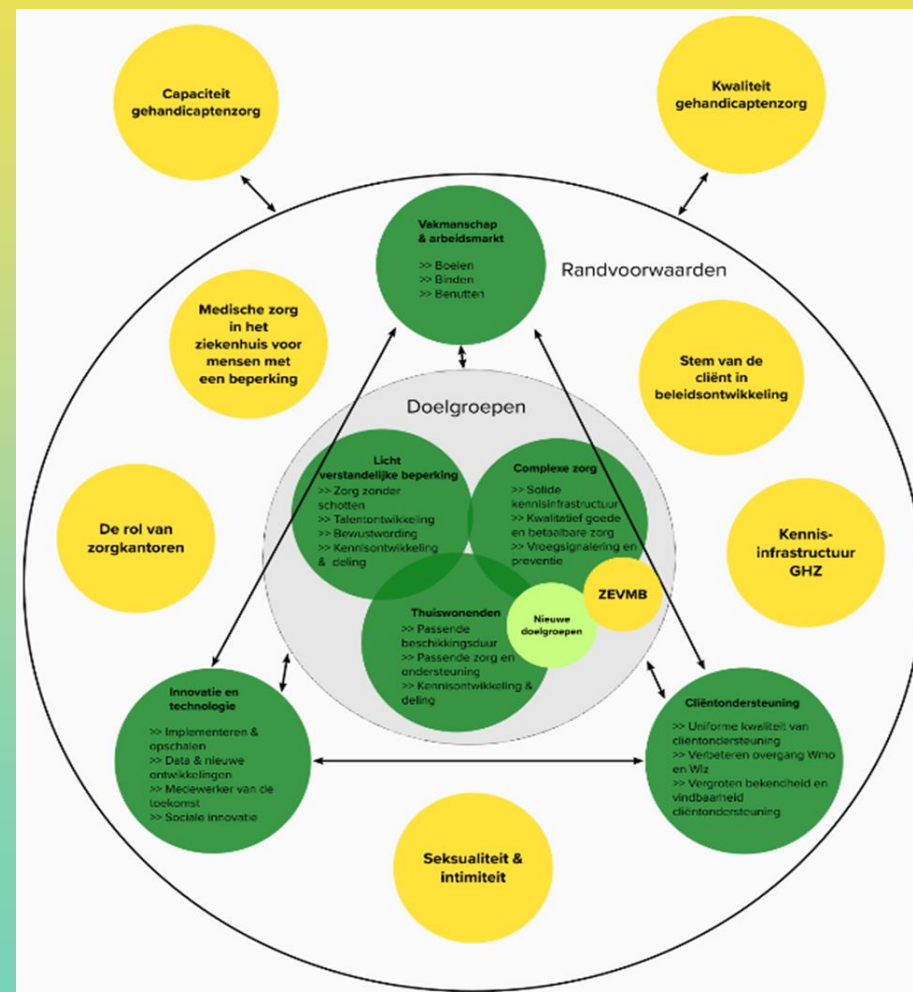 Capaciteit
gehandicaptenzorg
Kwaliteit
gehandicaptenzorg
Vakmanschap
& arbeidsmarkt
>> Boeien
>> Binden
>> Benutten
Randvoorwaarden
Medische zorg
in het
ziekenhuis voor
mensen met
een beperking
Stem van de
cliënt in
beleidsontwikkeling
Doelgroepen
Licht
verstandelijke beperking
>> Zorg zonder
schotten
>> Talentontwikkeling
>> Bewustwording
>> Kennisontwikkeling
& deling
Complexe zorg
>> Solide
kennisinfrastructuur
>> Kwalitatief goede
en betaalbare zorg
>> Vroegsignalering en
preventie
De rol van
zorgkantoren
Kennis-
infrastructuur
GHZ
ZEVMB
Nieuwe
doelgroepen
Thuiswonenden
>> Passende
beschikkingsduur
>> Passende zorg en
ondersteuning
>> Kennisontwikkeling &
deling
Innovatie en
technologie
>> Implementeren &
opschalen
>> Data & nieuwe
ontwikkelingen
>> Medewerker van de
toekomst
>> Sociale innovatie
Cliëntondersteuning
>> Uniforme kwaliteit van
cliëntondersteuning
>> Verbeteren overgang Wmo
en Wlz
>> Vergroten bekendheid en
vindbaarheid
cliëntondersteuning
Seksualiteit &
intimiteit